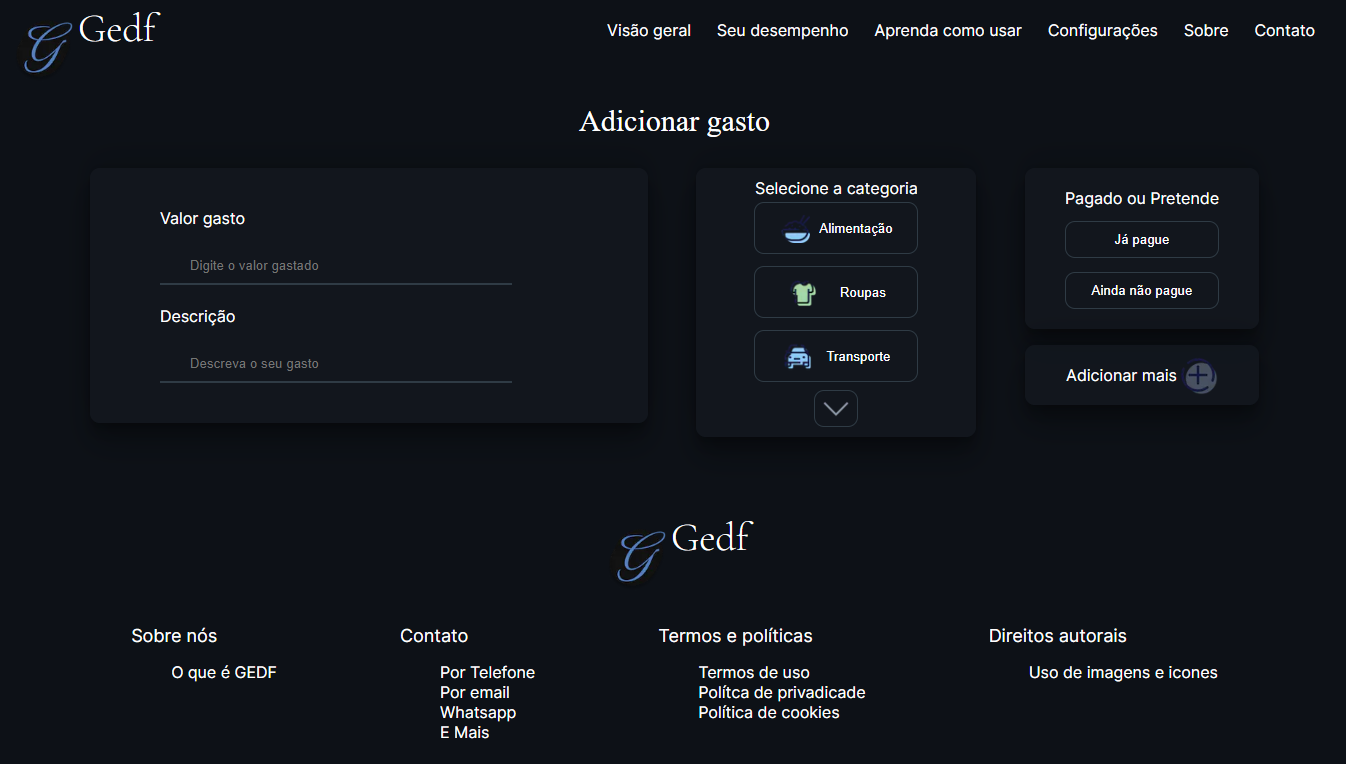 G Gedf
Visão geral Seu desempenho Aprenda como usar Configurações Sobre Contato
Adicionar gasto
Valor gasto
Digite o valor gastado
Descrição
Descreva o seu gasto
Selecione a categoria
Alimentação
Roupas
Transporte
Pagado ou Pretende
Já pague
Ainda não pague
Adicionar mais
G Gedf
Sobre nós
O que é GEDF
Contato
Por Telefone
Por email
Whatsapp
E Mais
Termos e políticas
Termos de uso
Polítca de privadicade
Política de cookies
Direitos autorais
Uso de imagens e icones